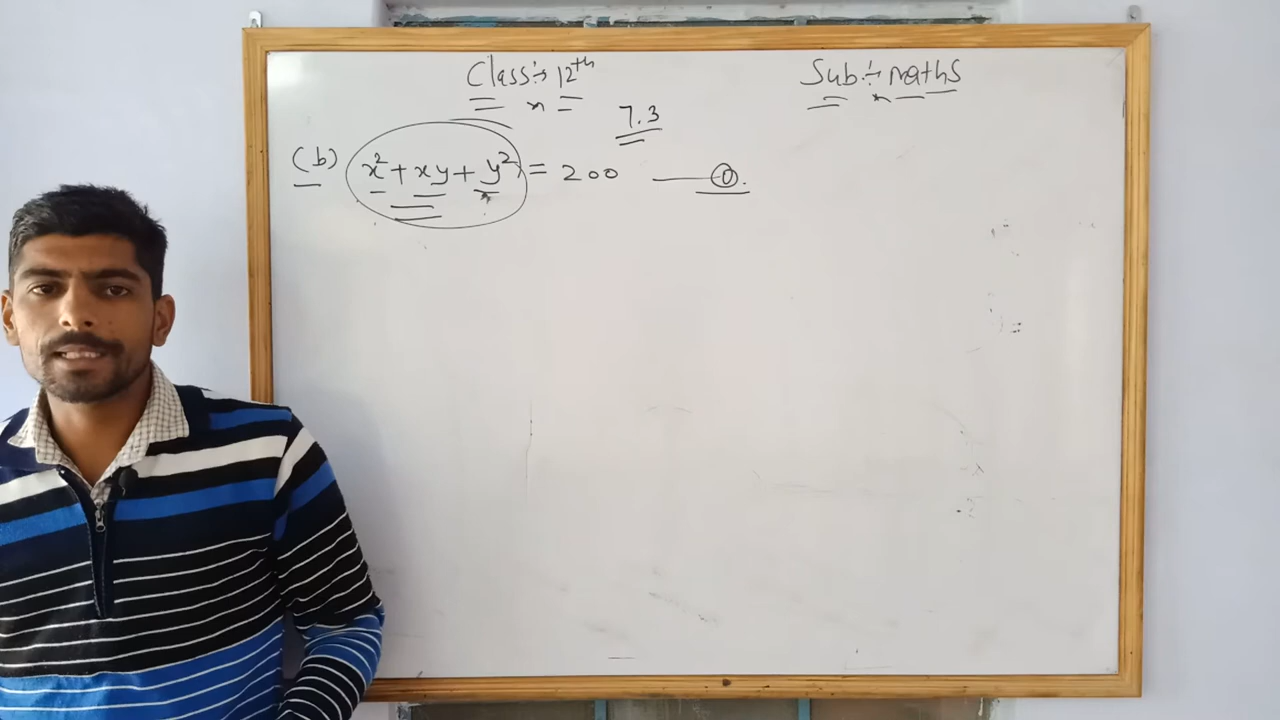 Class :- 12th
Sub :- maths
7.3
(b) x² + xy + y² = 200 —— ①.